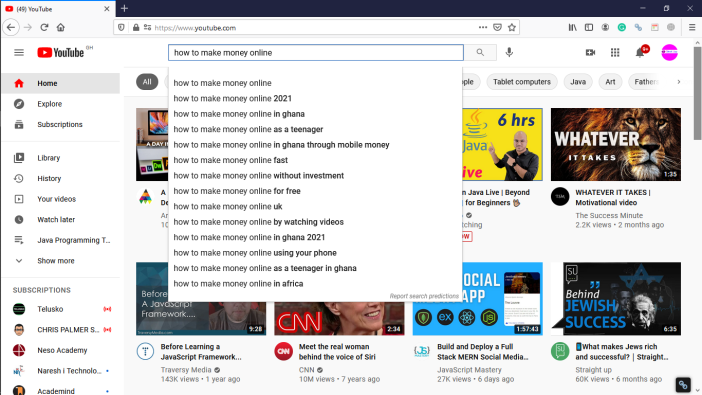 (49) YouTube
https://www.youtube.com
YouTube
GH
how to make money online
9+
Home
Explore
Subscriptions
Library
History
Your videos
Watch later
Java Programming T...
Show more
SUBSCRIPTIONS
Telusko
CHRIS PALMER S...
Neso Academy
Naresh i Technolo...
Academind
All
Tablet computers
Java
Art
Father
how to make money online
how to make money online 2021
how to make money online in ghana
how to make money online as a teenager
how to make money online in ghana through mobile money
how to make money online fast
how to make money online without investment
how to make money online for free
how to make money online uk
how to make money online by watching videos
how to make money online in ghana 2021
how to make money online using your phone
how to make money online as a teenager in ghana
how to make money online in africa
Report search predictions
A DAY IN
6 hrs
Java
Live
WHATEVER
IT TAKES
1:35
n Java Live | Beyond
for Beginners
tching
OW
WHATEVER IT TAKES |
Motivational video
The Success Minute
2.2K views • 2 months ago
Before
A JavaScript
Framework....
9:28
CNN
2:34
SOCIAL
APP
1:57:43
SU
Behind
JEWISH
SUCCESS
6:35
Before Learning a
JavaScript Framework...
Traversy Media
143K views • 1 year ago
CNN
Meet the real woman
behind the voice of Siri
CNN
10M views • 7 years ago
JS
Build and Deploy a Full
Stack MERN Social Media...
JavaScript Mastery
27K views • 6 days ago
SU
What makes Jews rich
and successful? | Straight...
Straight up
60K views • 6 months ago